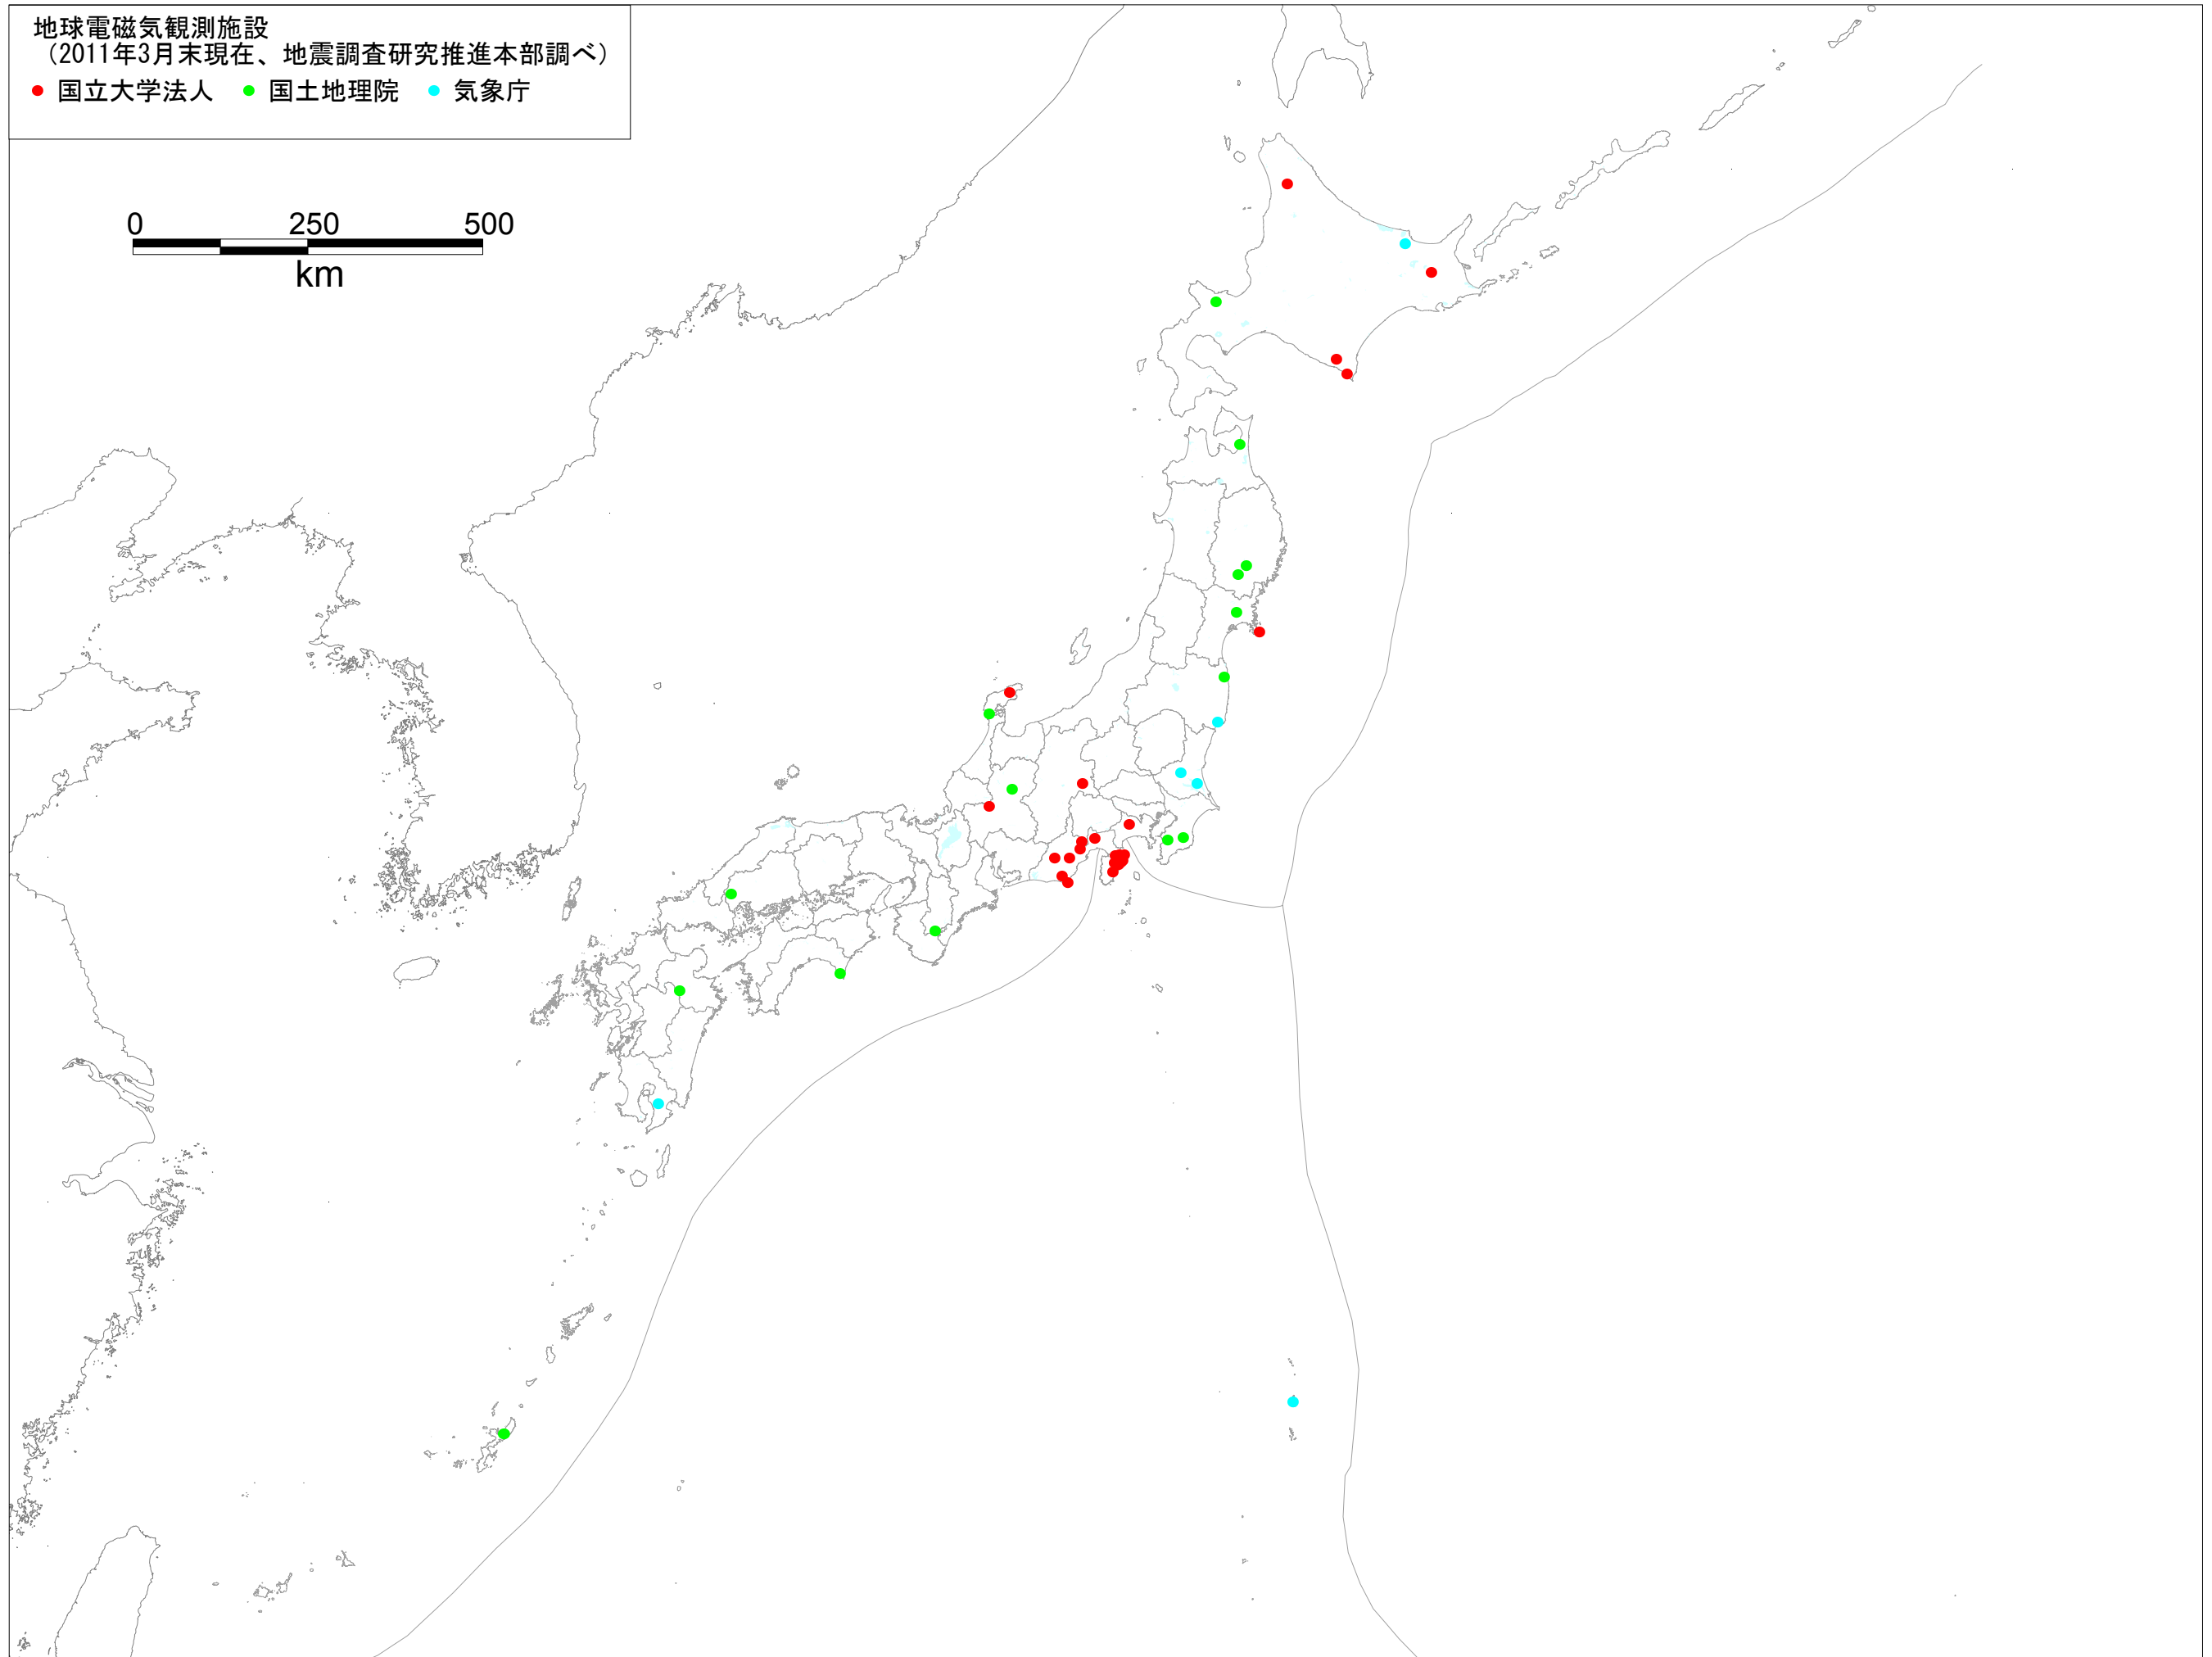 地球電磁気観測施設
（2011年3月末現在、地震調査研究推進本部調べ）
国立大学法人 国土地理院 気象庁
0 250 500
km